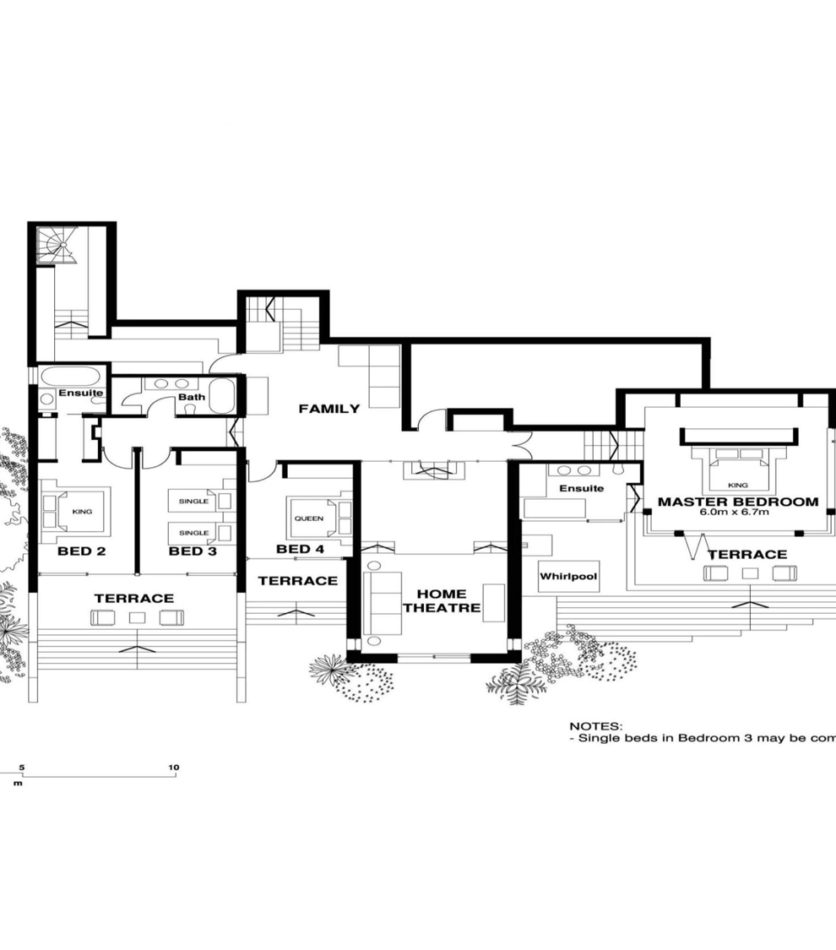 Ensuite
Bath
FAMILY
KING
BED 2
SINGLE
SINGLE
BED 3
QUEEN
BED 4
TERRACE
TERRACE
HOME
THEATRE
Ensuite
Whirlpool
KING
MASTER BEDROOM
6.0m x 6.7m
TERRACE
NOTES:
- Single beds in Bedroom 3 may be com
5 10
m